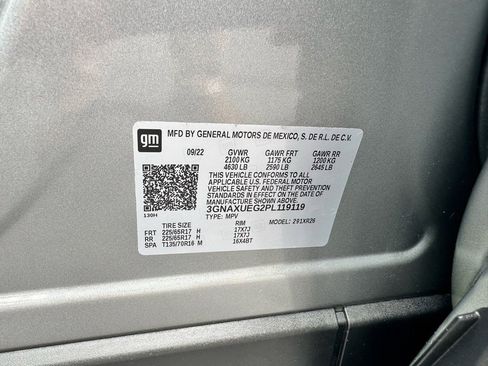 gm
MFD BY GENERAL MOTORS DE MEXICO, S. DE R.L. DE C.V.
09/22 GVWR GAWR FRT GAWR RR
2100 KG 1175 KG 1200 KG
4630 LB 2590 LB 2645 LB
THIS VEHICLE CONFORMS TO ALL
APPLICABLE U.S. FEDERAL MOTOR
VEHICLE SAFETY AND THEFT PREVENTION
STANDARDS IN EFFECT ON THE DATE OF
MANUFACTURE SHOWN ABOVE.
3GNAXUEG2PL119119
130H TYPE: MPV MODEL: Z91XR26
TIRE SIZE RIM
FRT 225/65R17 H 17X7J
RR 225/65R17 H 17X7J
SPA T135/70R16 M 16X4BT